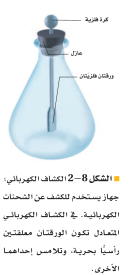 كرة فلزية
عازل
ورقتان فلزيتان
الشكل 8–2 الكشاف الكهربائي:
جهاز يستخدم للكشف عن الشحنات
الكهربائية. في الكشاف الكهربائي
المتعادل تكون الورقتان معلقتين
رأسيًا بحرية، وتلامس إحداهما
الأخرى.